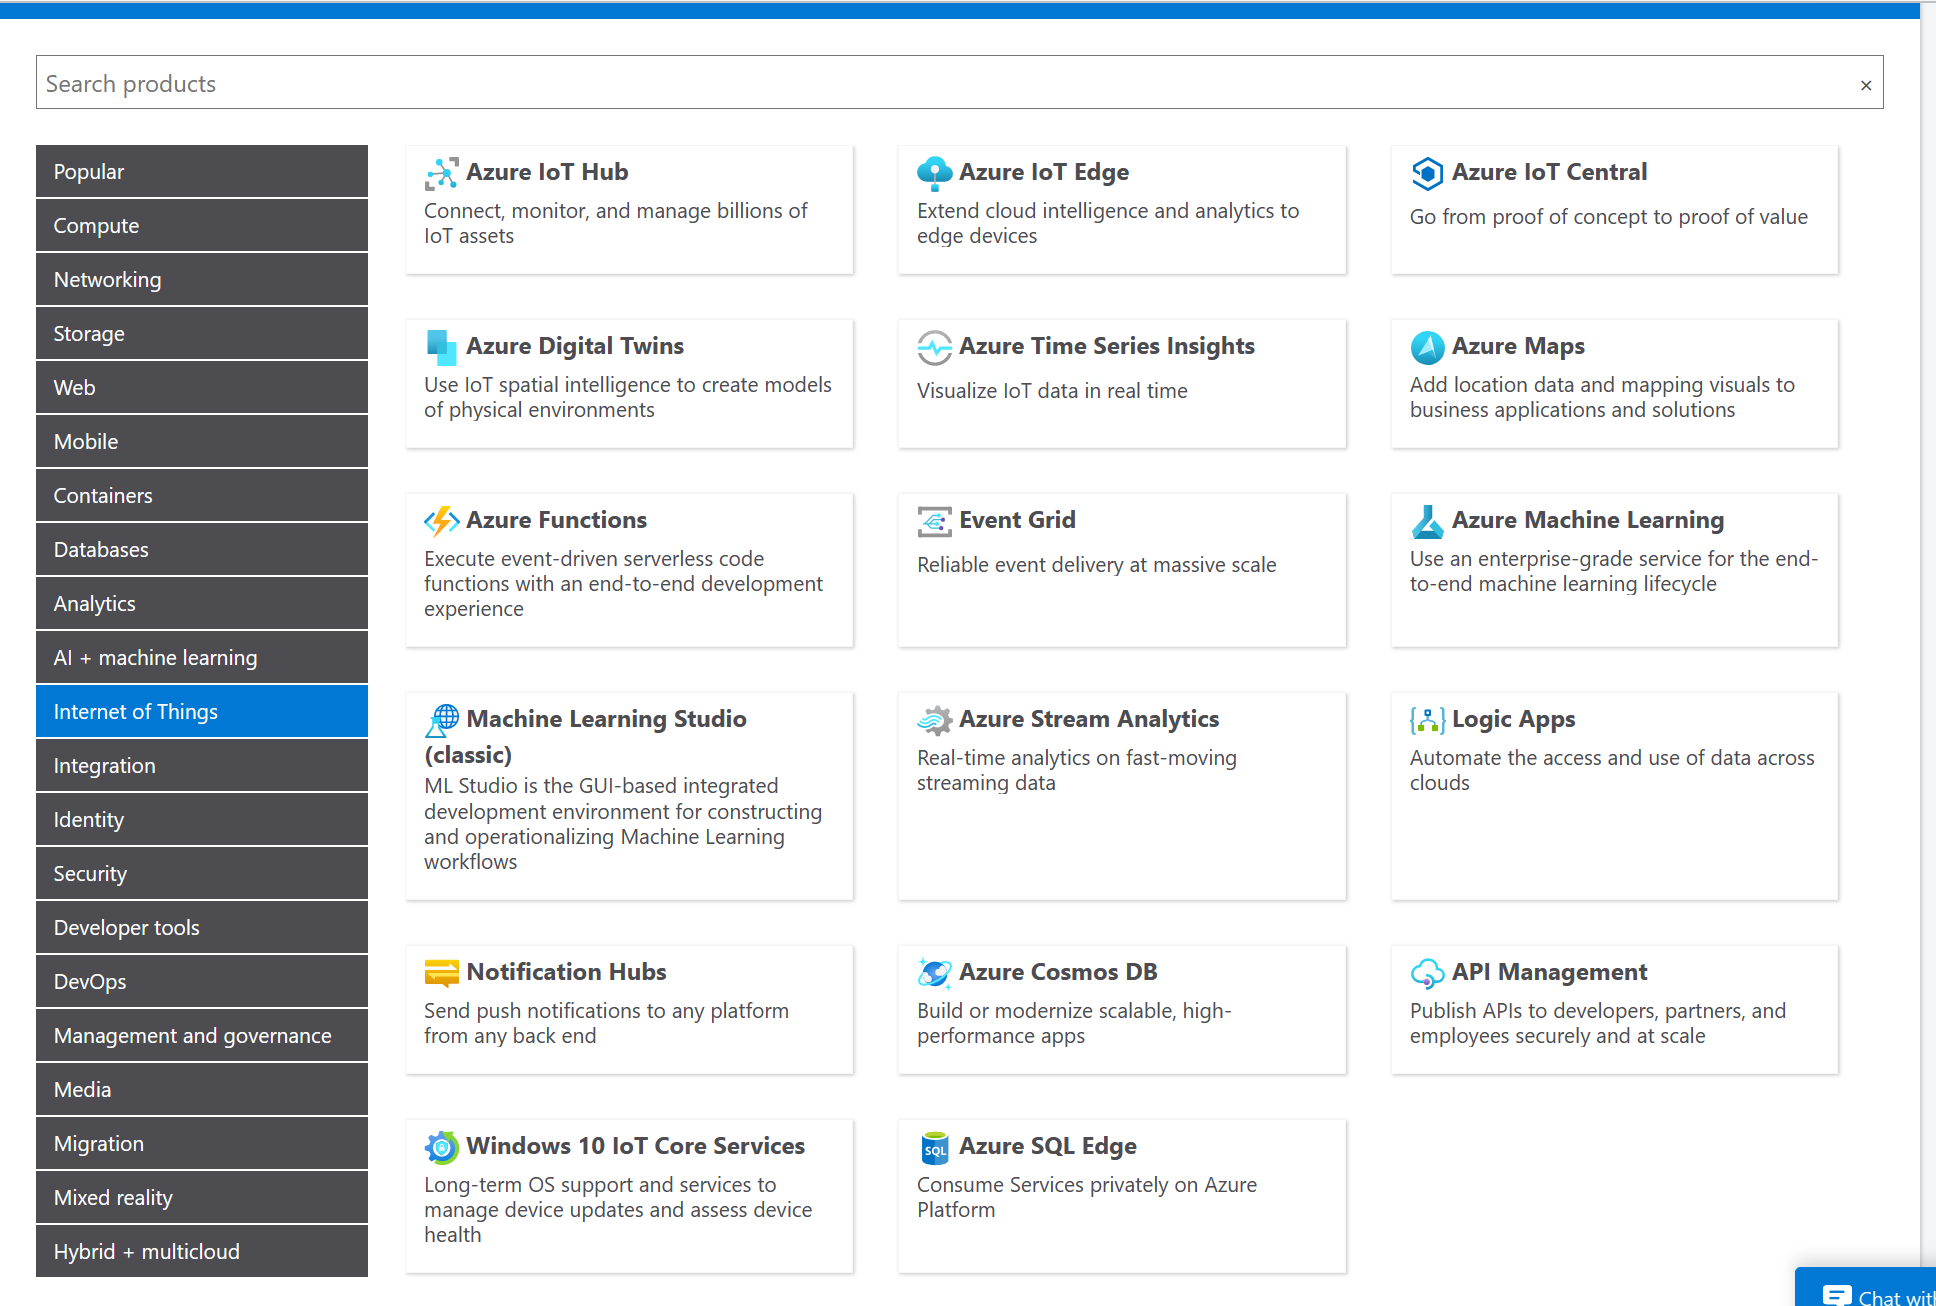 Search products
×
Popular
Compute
Networking
Storage
Web
Mobile
Containers
Databases
Analytics
AI + machine learning
Internet of Things
Integration
Identity
Security
Developer tools
DevOps
Management and governance
Media
Migration
Mixed reality
Hybrid + multicloud
Azure IoT Hub
Connect, monitor, and manage billions of
IoT assets
Azure IoT Edge
Extend cloud intelligence and analytics to
edge devices
Azure IoT Central
Go from proof of concept to proof of value
Azure Digital Twins
Use IoT spatial intelligence to create models
of physical environments
Azure Time Series Insights
Visualize IoT data in real time
Azure Maps
Add location data and mapping visuals to
business applications and solutions
Azure Functions
Execute event-driven serverless code
functions with an end-to-end development
experience
Event Grid
Reliable event delivery at massive scale
Azure Machine Learning
Use an enterprise-grade service for the end-
to-end machine learning lifecycle
Machine Learning Studio
(classic)
ML Studio is the GUI-based integrated
development environment for constructing
and operationalizing Machine Learning
workflows
Azure Stream Analytics
Real-time analytics on fast-moving
streaming data
Logic Apps
Automate the access and use of data across
clouds
Notification Hubs
Send push notifications to any platform
from any back end
Azure Cosmos DB
Build or modernize scalable, high-
performance apps
API Management
Publish APIs to developers, partners, and
employees securely and at scale
Windows 10 IoT Core Services
Long-term OS support and services to
manage device updates and assess device
health
SQL
Azure SQL Edge
Consume Services privately on Azure
Platform
Chat with